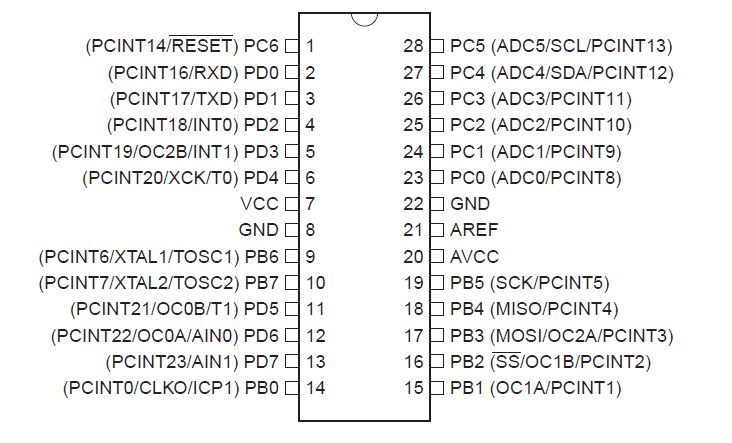 (PCINT14/RESET) PC6 1 28 PC5 (ADC5/SCL/PCINT13)
(PCINT16/RXD) PD0 2 27 PC4 (ADC4/SDA/PCINT12)
(PCINT17/TXD) PD1 3 26 PC3 (ADC3/PCINT11)
(PCINT18/INT0) PD2 4 25 PC2 (ADC2/PCINT10)
(PCINT19/OC2B/INT1) PD3 5 24 PC1 (ADC1/PCINT9)
(PCINT20/XCK/T0) PD4 6 23 PC0 (ADC0/PCINT8)
VCC 7 22 GND
GND 8 21 AREF
(PCINT6/XTAL1/TOSC1) PB6 9 20 AVCC
(PCINT7/XTAL2/TOSC2) PB7 10 19 PB5 (SCK/PCINT5)
(PCINT21/OC0B/T1) PD5 11 18 PB4 (MISO/PCINT4)
(PCINT22/OC0A/AIN0) PD6 12 17 PB3 (MOSI/OC2A/PCINT3)
(PCINT23/AIN1) PD7 13 16 PB2 (SS/OC1B/PCINT2)
(PCINT0/CLKO/ICP1) PB0 14 15 PB1 (OC1A/PCINT1)